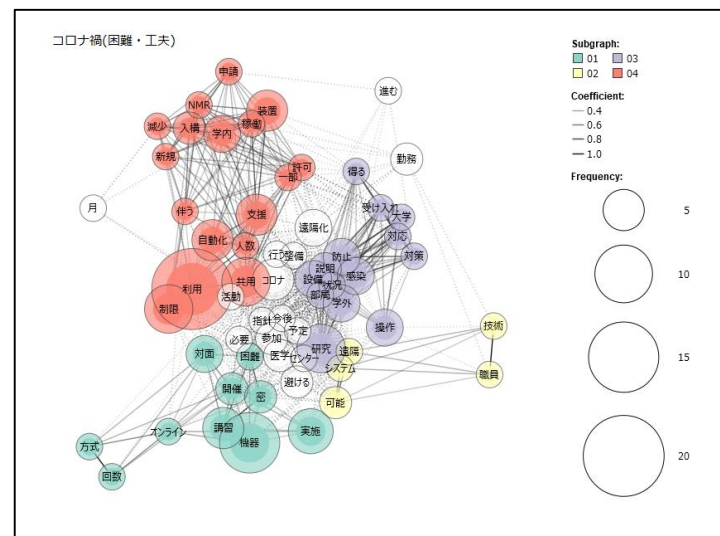 コロナ禍(困難・工夫)
Subgraph:
01 03
02 04
Coefficient:
0.4
0.6
0.8
1.0
Frequency:
5
10
15
20
申請
進む
NMR
装置
減少
入構
学内
稼働
新規
勤務
許可
一部
得る
月
伴う
支援
受け入れ
大学
遠隔化
対応
自動化
人数
行う
整備
防止
対策
説明
感染
利用
共用
コロナ
設備
状況
活動
部局
学外
制限
指針
今後
操作
技術
必要
参加
予定
対面
困難
医学
センター
研究
遠隔
システム
職員
開催
避ける
密
可能
オンライン
講習
実施
方式
機器
回数